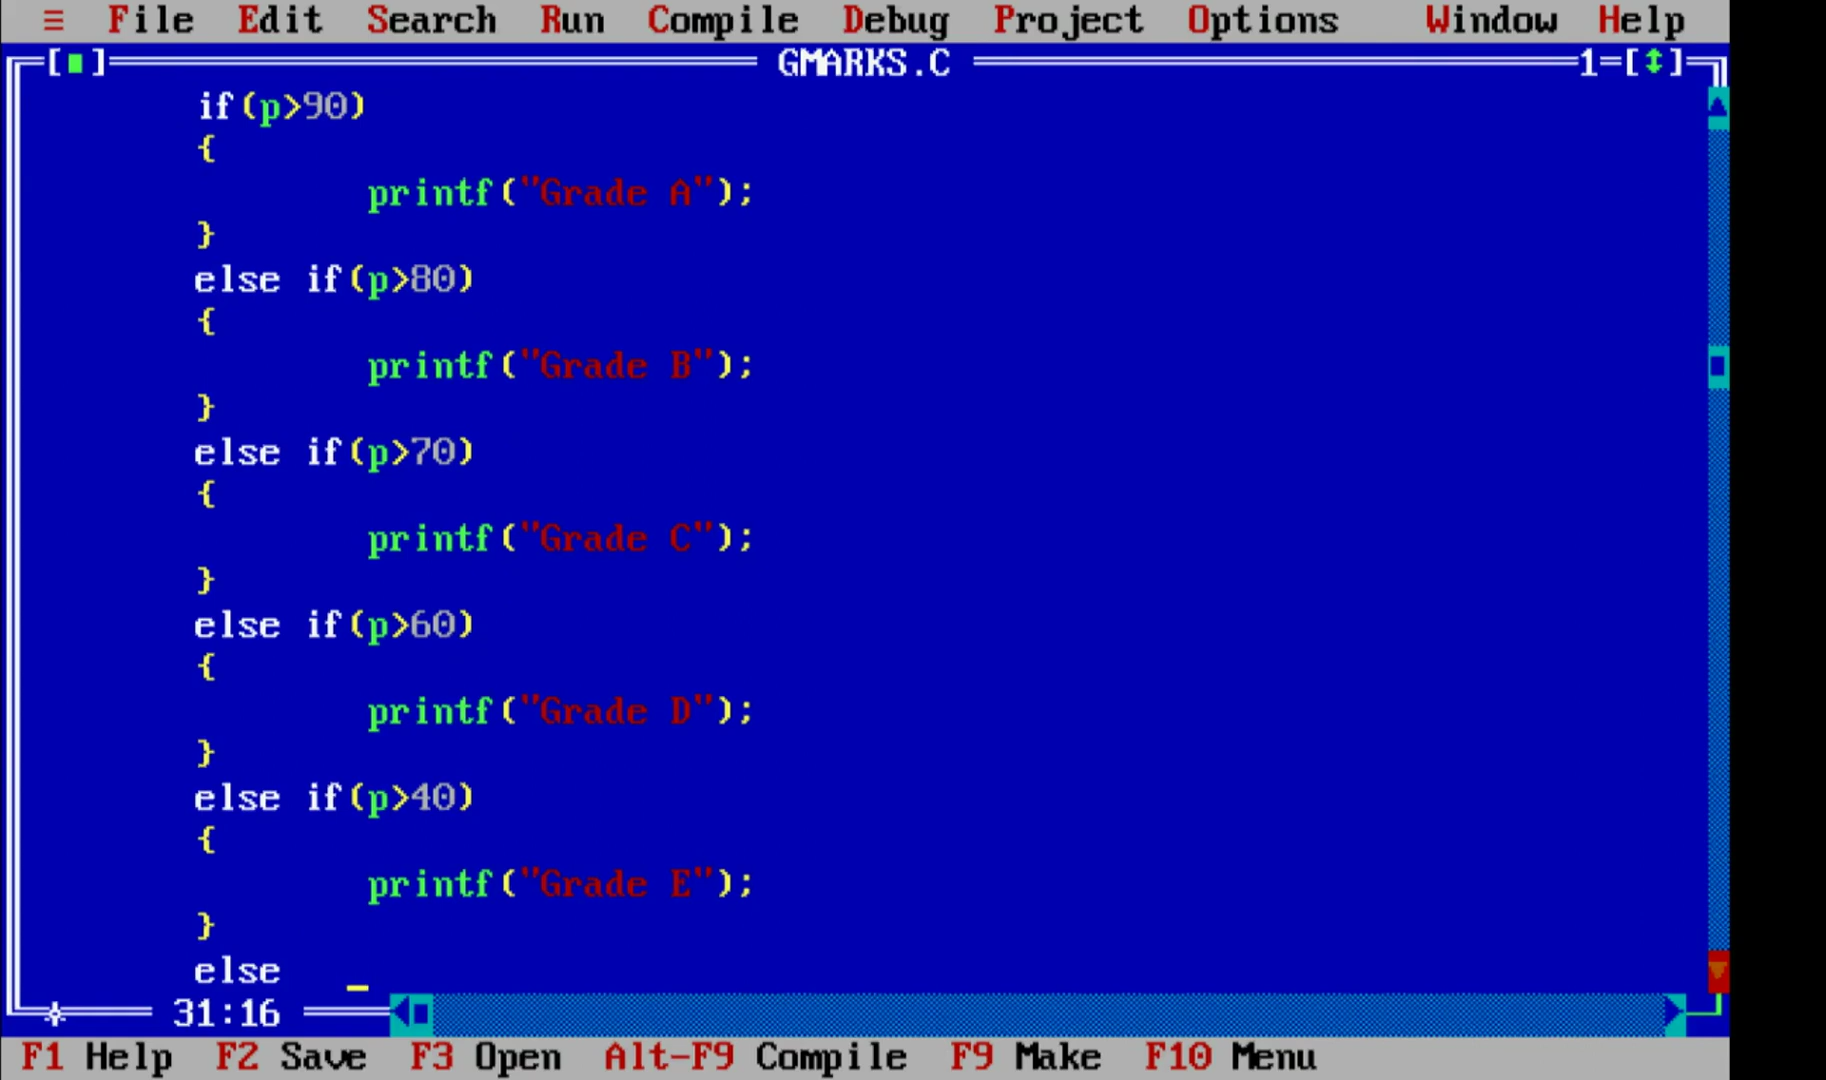 ≡ File Edit Search Run Compile Debug Project Options Window Help
[■] GMARKS.C 1=[↕]
if(p>90)
{
printf("Grade A");
}
else if(p>80)
{
printf("Grade B");
}
else if(p>70)
{
printf("Grade C");
}
else if(p>60)
{
printf("Grade D");
}
else if(p>40)
{
printf("Grade E");
}
else _
31:16
F1 Help F2 Save F3 Open Alt-F9 Compile F9 Make F10 Menu